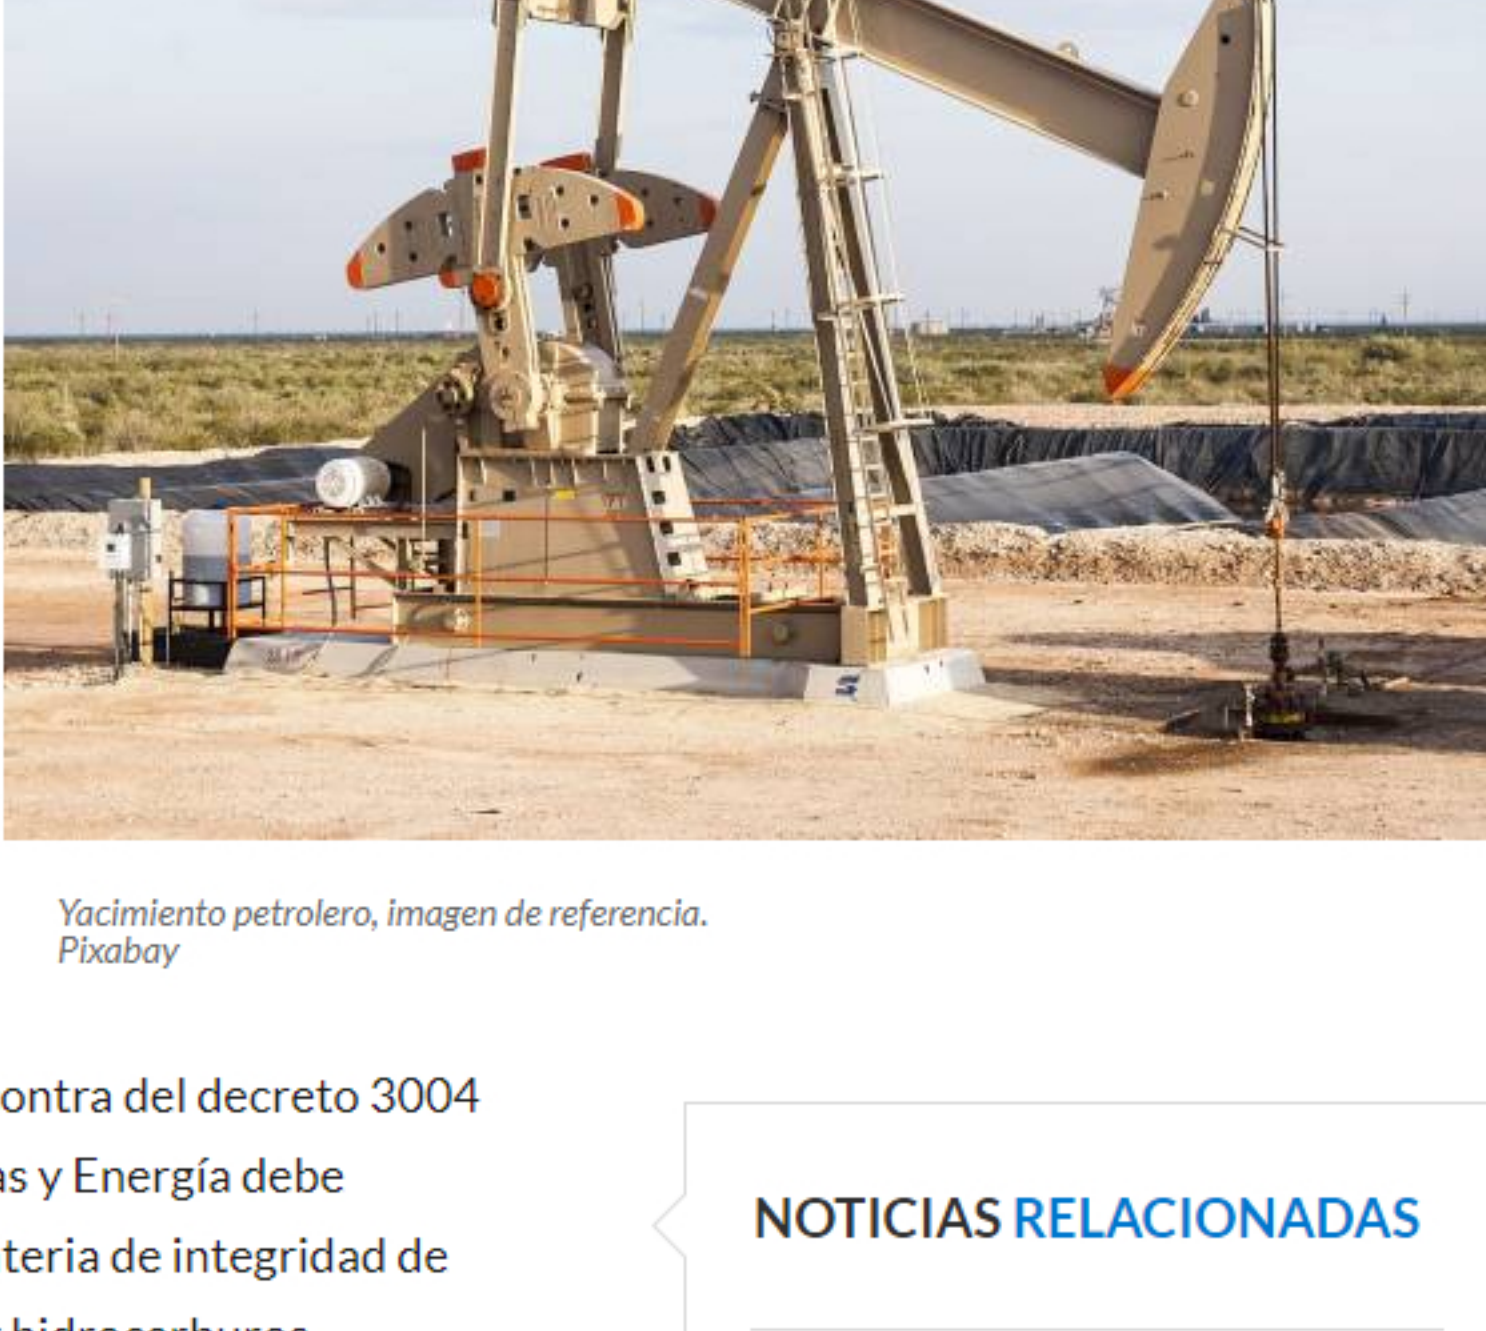 Yacimiento petrolero, imagen de referencia.
Pixabay
ontra del decreto 3004
as y Energía debe
teria de integridad de
hidrocarburos
NOTICIAS RELACIONADAS